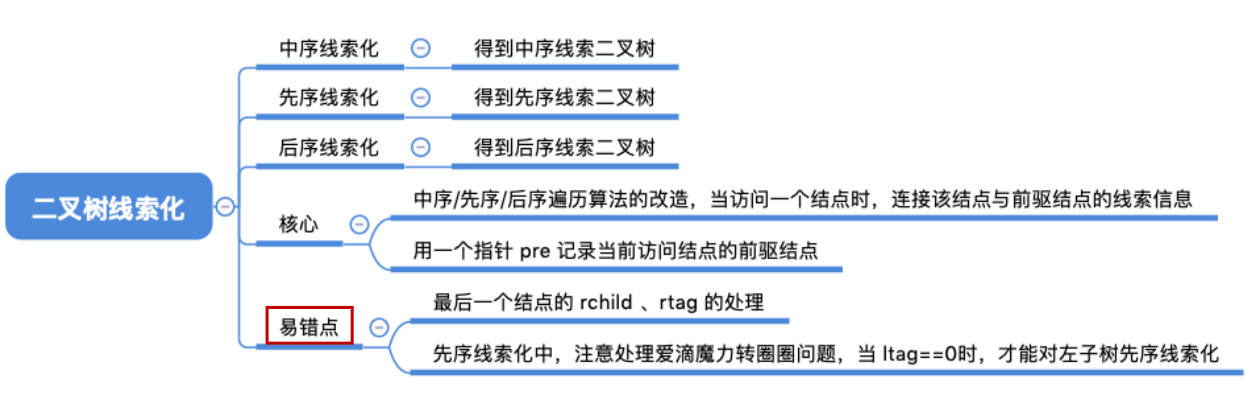 二叉树线索化
中序线索化
得到中序线索二叉树
先序线索化
得到先序线索二叉树
后序线索化
得到后序线索二叉树
核心
中序/先序/后序遍历算法的改造，当访问一个结点时，连接该结点与前驱结点的线索信息
用一个指针 pre 记录当前访问结点的前驱结点
易错点
最后一个结点的 rchild 、rtag 的处理
先序线索化中，注意处理爱滴魔力转圈圈问题，当 ltag==0时，才能对左子树先序线索化